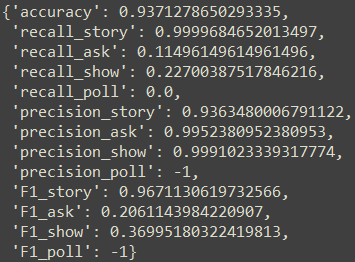 {'accuracy': 0.9371278650293335,
'recall_story': 0.9999684652013497,
'recall_ask': 0.11496149614961496,
'recall_show': 0.22700387517846216,
'recall_poll': 0.0,
'precision_story': 0.9363480006791122,
'precision_ask': 0.9952380952380953,
'precision_show': 0.9991023339317774,
'precision_poll': -1,
'F1_story': 0.9671130619732566,
'F1_ask': 0.2061143984220907,
'F1_show': 0.36995180322419813,
'F1_poll': -1}